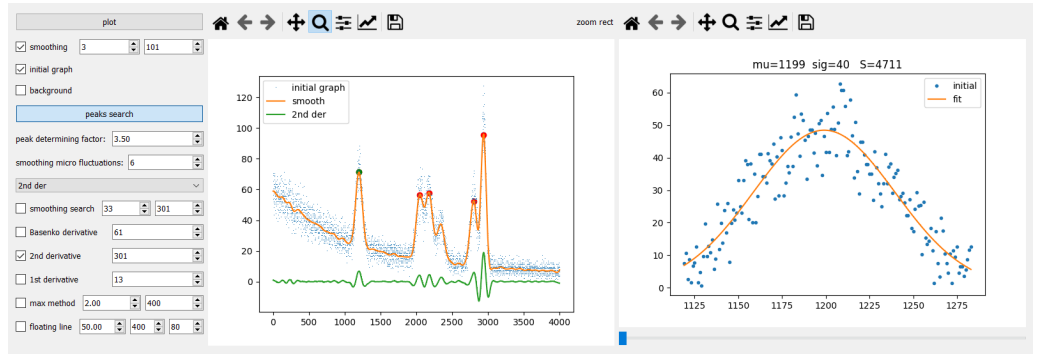 plot
smoothing 3 101
initial graph
background
peaks search
peak determining factor: 3.50
smoothing micro fluctuations: 6
2nd der
smoothing search 33 301
Basenko derivative 61
2nd derivative 301
1st derivative 13
max method 2.00 400
floating line 50.00 400 80
zoom rect
initial graph
smooth
2nd der
120
100
80
60
40
20
0
0 500 1000 1500 2000 2500 3000 3500 4000
mu=1199 sig=40 S=4711
initial
fit
60
50
40
30
20
10
0
1125 1150 1175 1200 1225 1250 1275